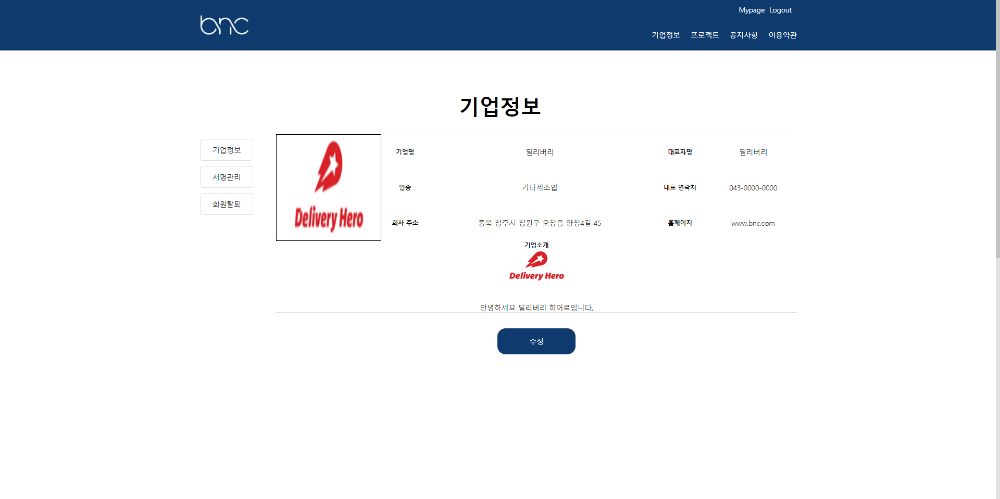 Mypage Logout
bnc
기업정보 프로젝트 공지사항 이용약관
기업정보
기업정보
서명관리
회원탈퇴
Delivery Hero
기업명 딜리버리 대표자명 딜리버리
업종 기타제조업 대표 연락처 043-0000-0000
회사 주소 충북 청주시 청원구 오창읍 양청4길 45 홈페이지 www.bnc.com
기업소개
Delivery Hero
안녕하세요 딜리버리 히어로입니다.
수정